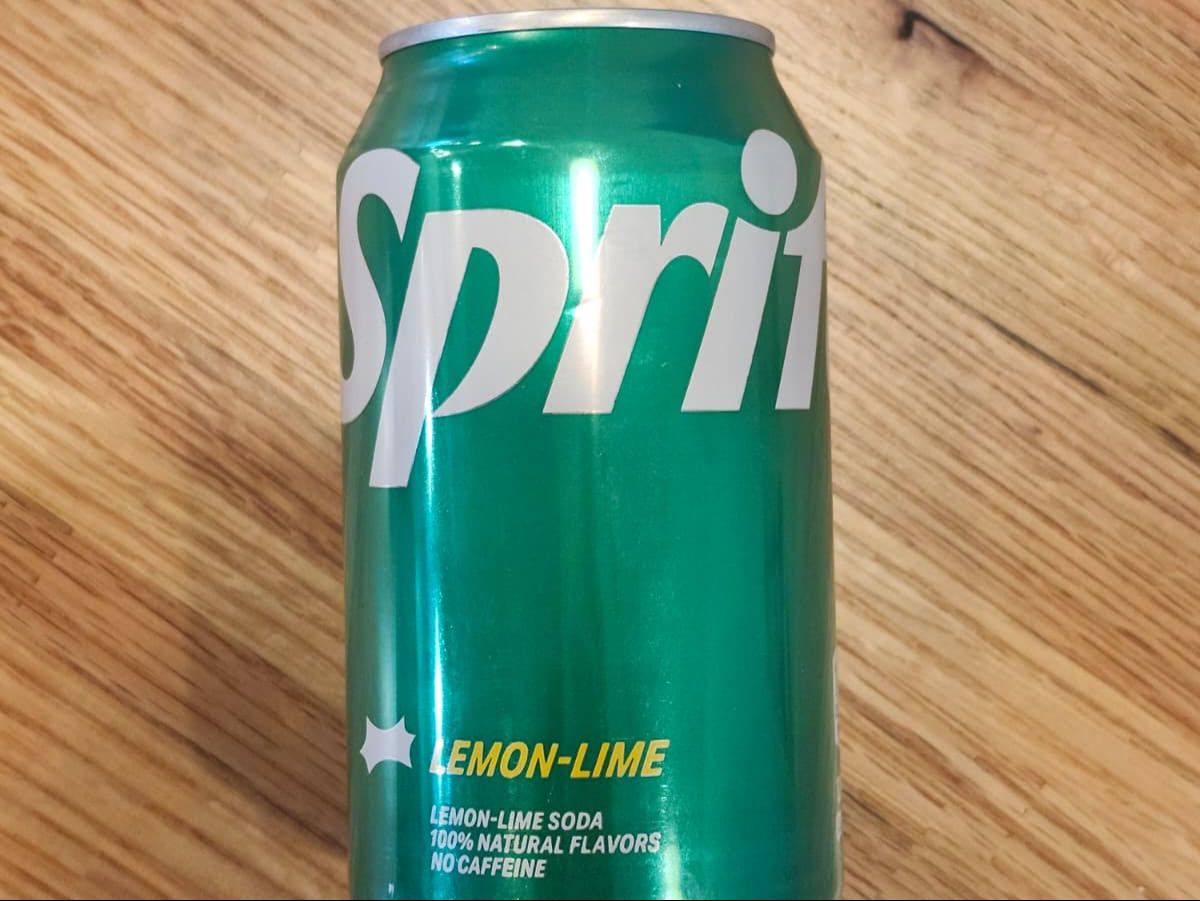 Sprit
LEMON-LIME
LEMON-LIME SODA
100% NATURAL FLAVORS
NO CAFFEINE